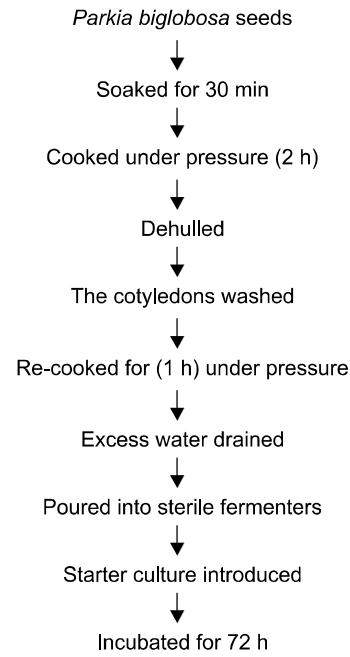 Parkia biglobosa seeds
Soaked for 30 min
Cooked under pressure (2 h)
Dehulled
The cotyledons washed
Re-cooked for (1 h) under pressure
Excess water drained
Poured into sterile fermenters
Starter culture introduced
Incubated for 72 h